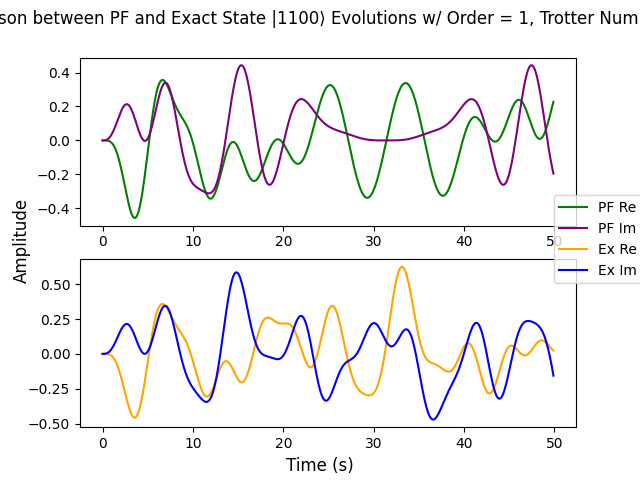 son between PF and Exact State |1100⟩ Evolutions w/ Order = 1, Trotter Num
0.4
0.2
0.0
−0.2
−0.4
0 10 20 30 40 50
PF Re
PF Im
Ex Re
Ex Im
Amplitude
0.50
0.25
0.00
−0.25
−0.50
0 10 20 30 40 50
Time (s)